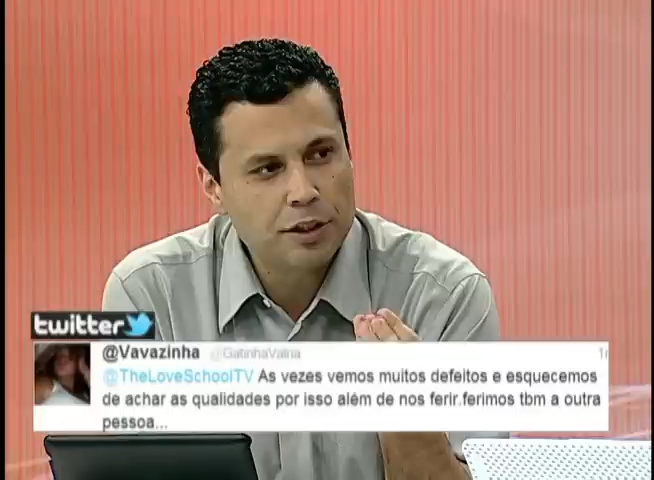 twitter
@Vavazinha @GatinhaValria
@TheLoveSchoolTV As vezes vemos muitos defeitos e esquecemos
de achar as qualidades por isso além de nos ferir.ferimos tbm a outra
pessoa...